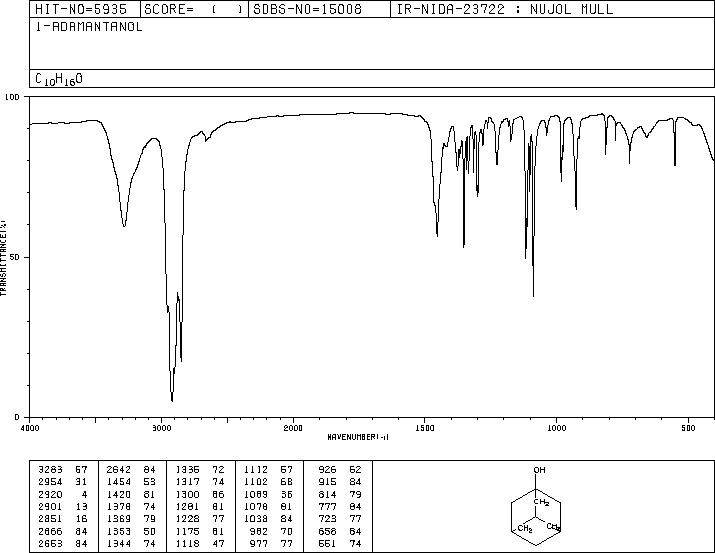 HIT-NO=5935 SCORE= ( ) SDBS-NO=15008 IR-NIDA-23722 : NUJOL MULL
1-ADAMANTANOL
C10H16O
100
50
0
TRANSMITTANCE(%)
4000 3000 2000 1500 1000 500
WAVENUMBER(-1)
3283 57 2642 84 1336 72 1112 57 926 62
2954 31 1454 53 1317 74 1102 68 915 84
2920 4 1420 81 1300 66 1089 36 814 79
2901 13 1378 74 1281 81 1078 81 777 84
2851 16 1369 79 1228 77 1038 84 723 77
2666 84 1353 50 1175 81 982 70 658 84
2653 84 1344 74 1118 47 977 77 551 74
OH
CH2
CH2 CH2